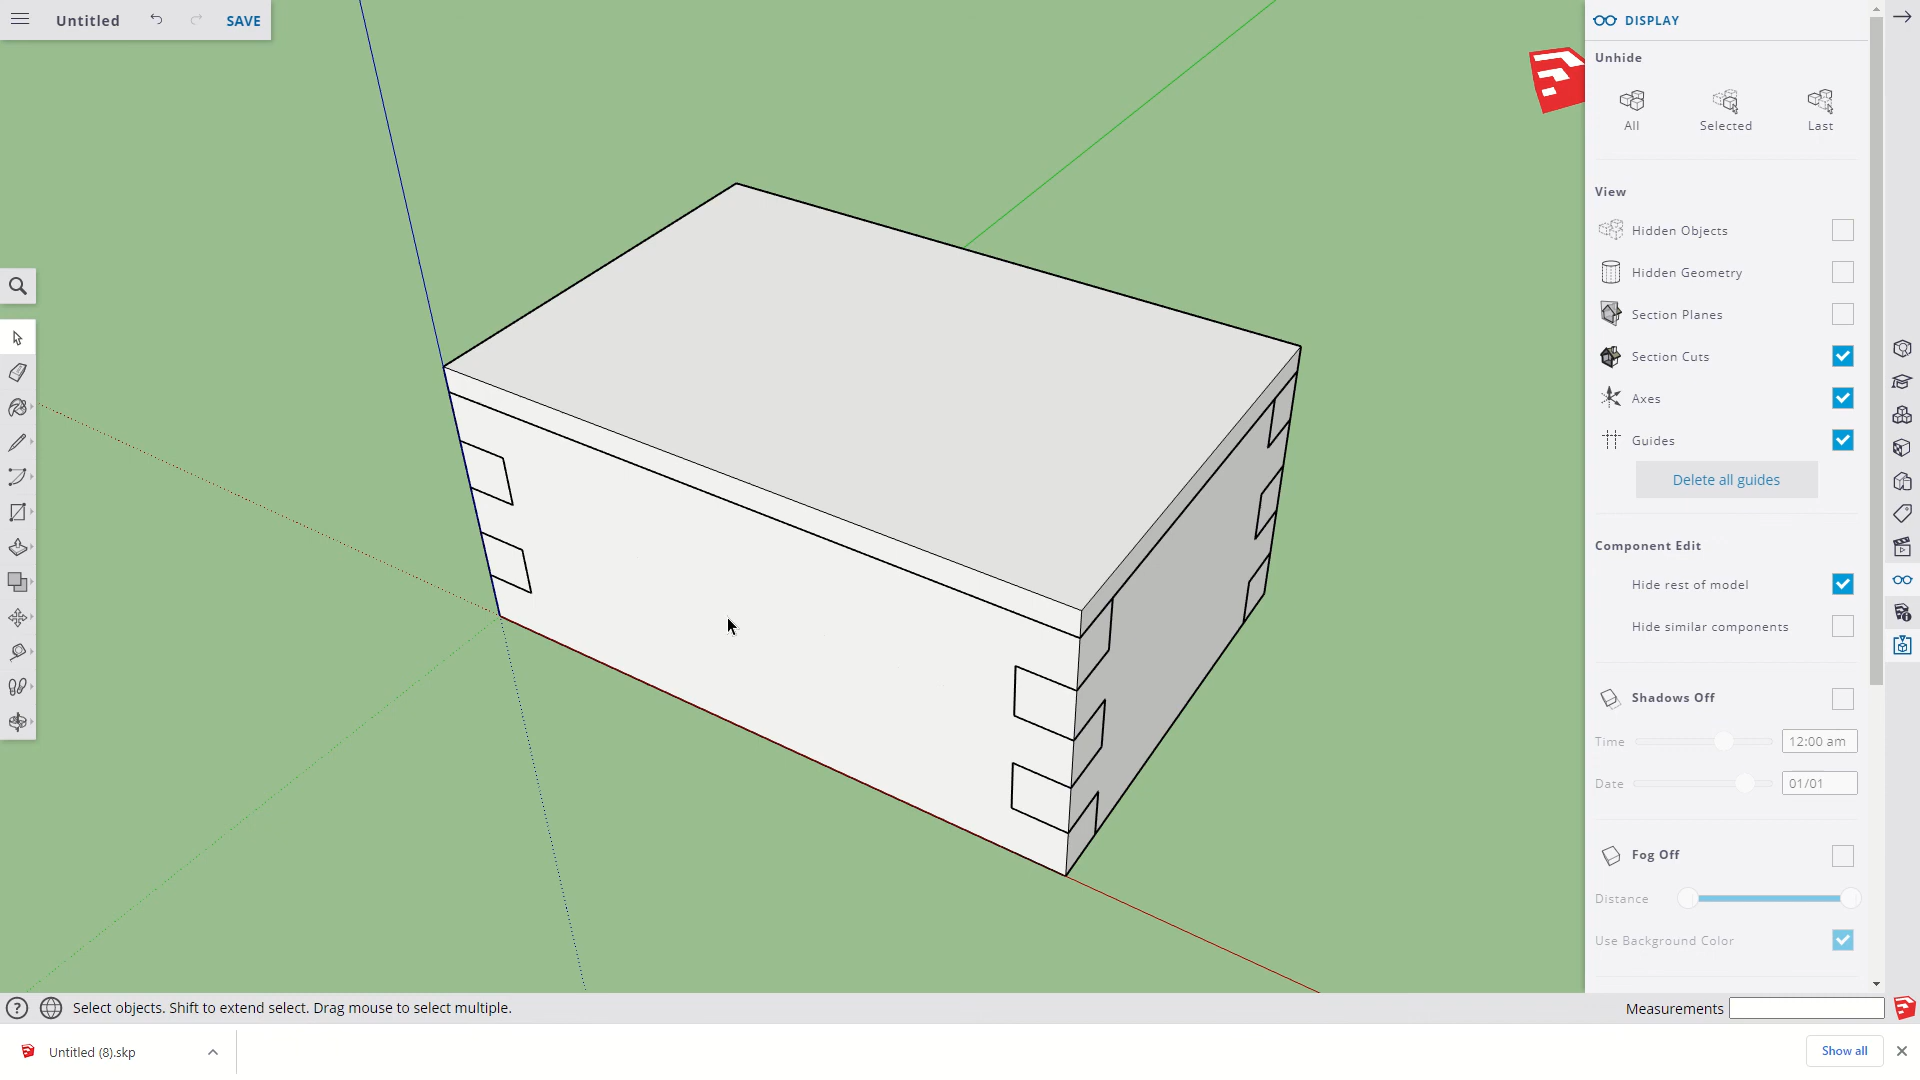 Untitled SAVE
DISPLAY
Unhide
All Selected Last
View
Hidden Objects
Hidden Geometry
Section Planes
Section Cuts
Axes
Guides
Delete all guides
Component Edit
Hide rest of model
Hide similar components
Shadows Off
Time 12:00 am
Date 01/01
Fog Off
Distance
Use Background Color
Select objects. Shift to extend select. Drag mouse to select multiple. Measurements
Untitled (8).skp Show all